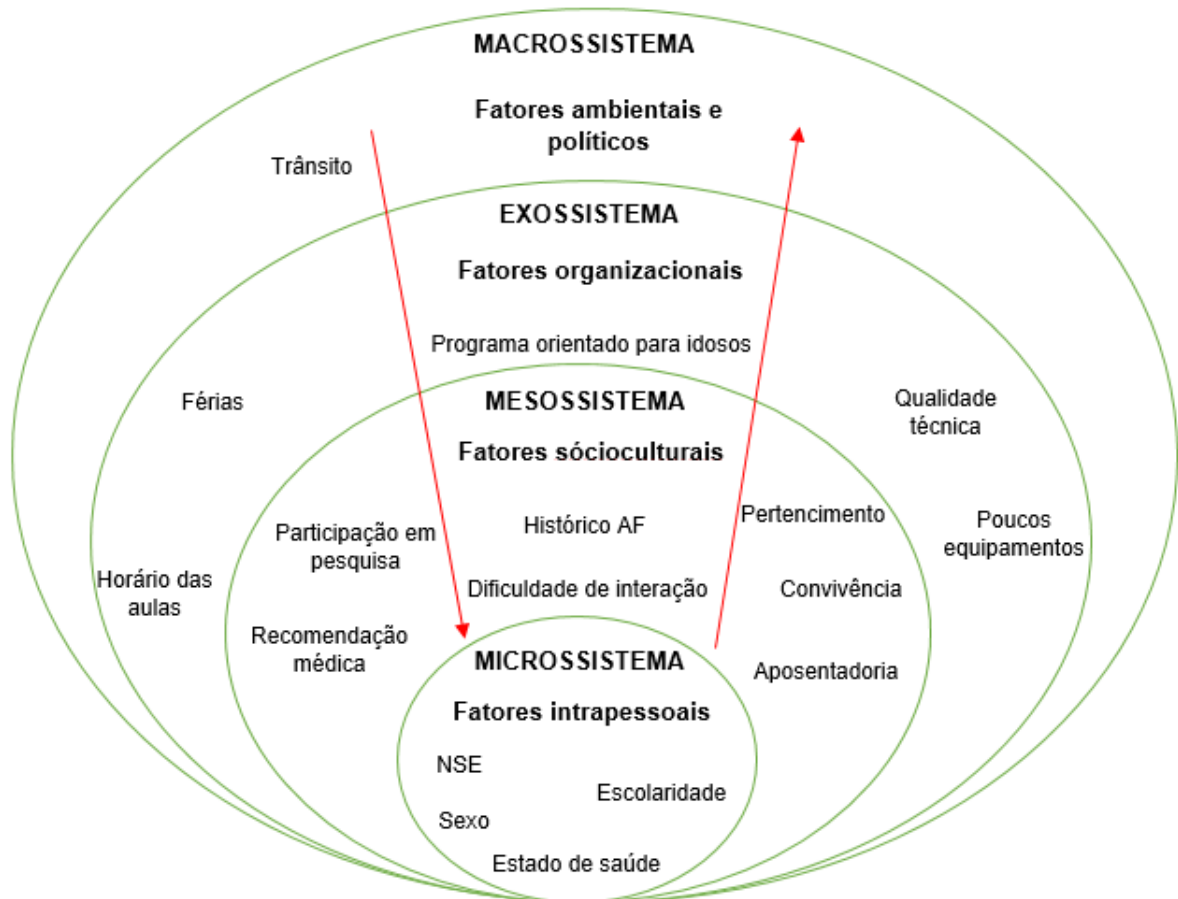 MACROSSISTEMA
Fatores ambientais e
políticos
Trânsito
EXOSSISTEMA
Fatores organizacionais
Programa orientado para idosos
Férias
Qualidade
técnica
Horário das
aulas
Poucos
equipamentos
MESOSSISTEMA
Fatores sócioculturais
Participação em
pesquisa
Histórico AF
Pertencimento
Recomendação
médica
Dificuldade de interação
Convivência
Aposentadoria
MICROSSISTEMA
Fatores intrapessoais
NSE
Escolaridade
Sexo
Estado de saúde